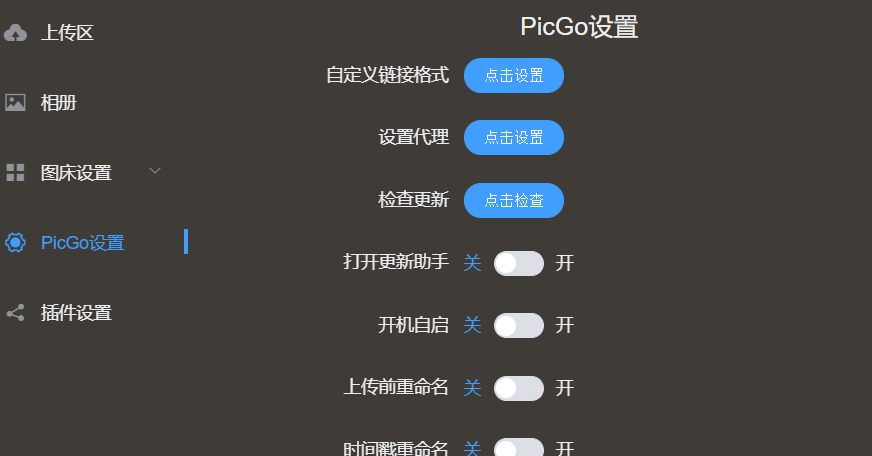 上传区
相册
图床设置
PicGo设置
插件设置
PicGo设置
自定义链接格式 点击设置
设置代理 点击设置
检查更新 点击检查
打开更新助手 关 开
开机自启 关 开
上传前重命名 关 开
时间戳重命名 关 开